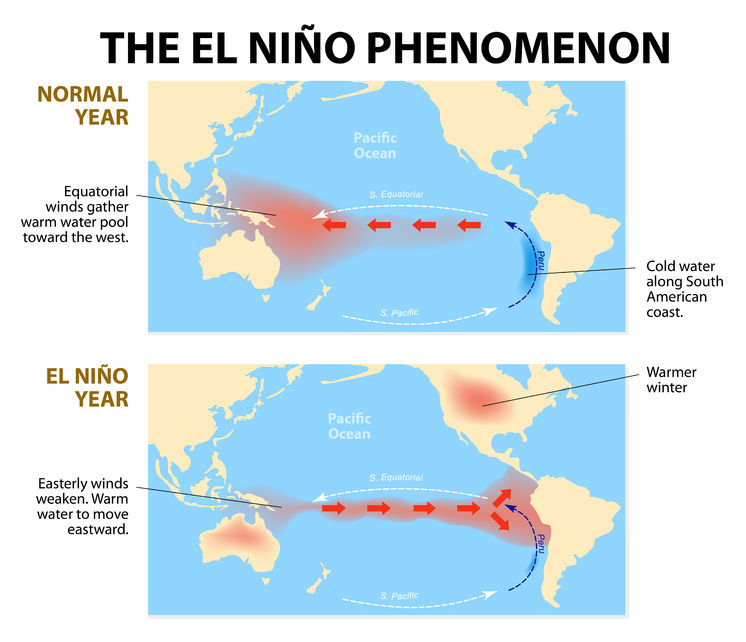 THE EL NIÑO PHENOMENON
NORMAL
YEAR
Pacific
Ocean
S. Equatorial
Equatorial
winds gather
warm water pool
toward the west.
Peru
Cold water
along South
American
coast.
S. Pacific
EL NIÑO
YEAR
Warmer
winter
Pacific
Ocean
S. Equatorial
Easterly winds
weaken. Warm
water to move
eastward.
Peru
S. Pacific